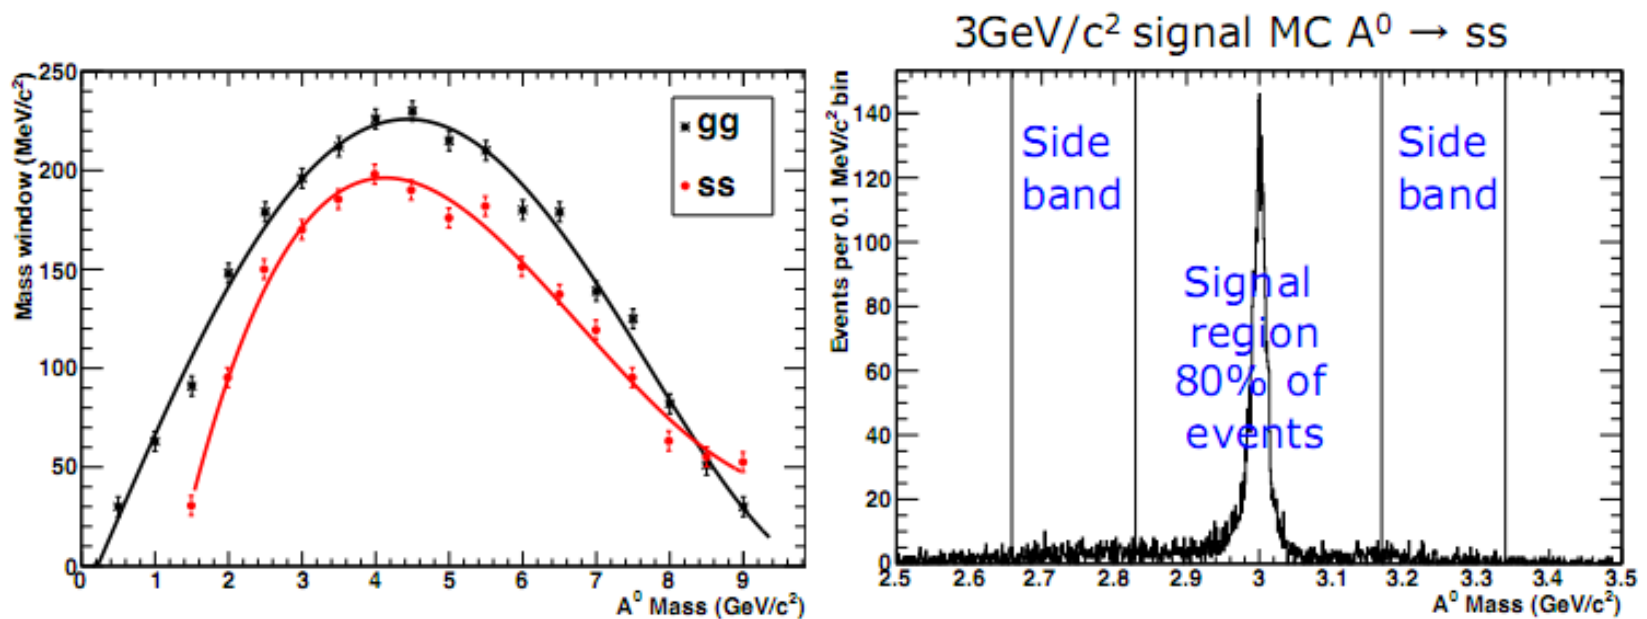 3GeV/c² signal MC A⁰ → ss
Mass window (MeV/c²)
250
200
150
100
50
0
gg
ss
0 1 2 3 4 5 6 7 8 9
A⁰ Mass (GeV/c²)
Events per 0.1 MeV/c² bin
140
120
100
80
60
40
20
0
Side
band
Signal
region
80% of
events
Side
band
2.5 2.6 2.7 2.8 2.9 3 3.1 3.2 3.3 3.4 3.5
A⁰ Mass (GeV/c²)